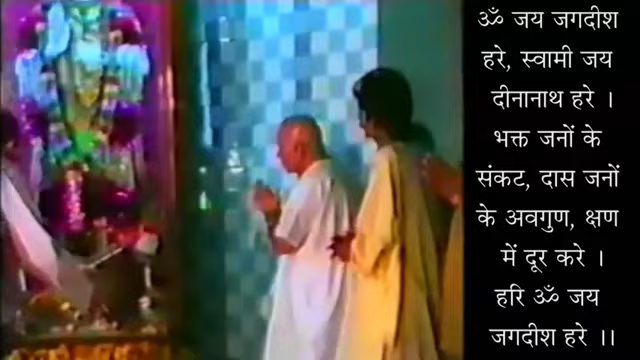 ॐ जय जगदीश
हरे, स्वामी जय
दीनानाथ हरे ।
भक्त जनों के
संकट, दास जनों
के अवगुण, क्षण
में दूर करे ।
हरि ॐ जय
जगदीश हरे ।।